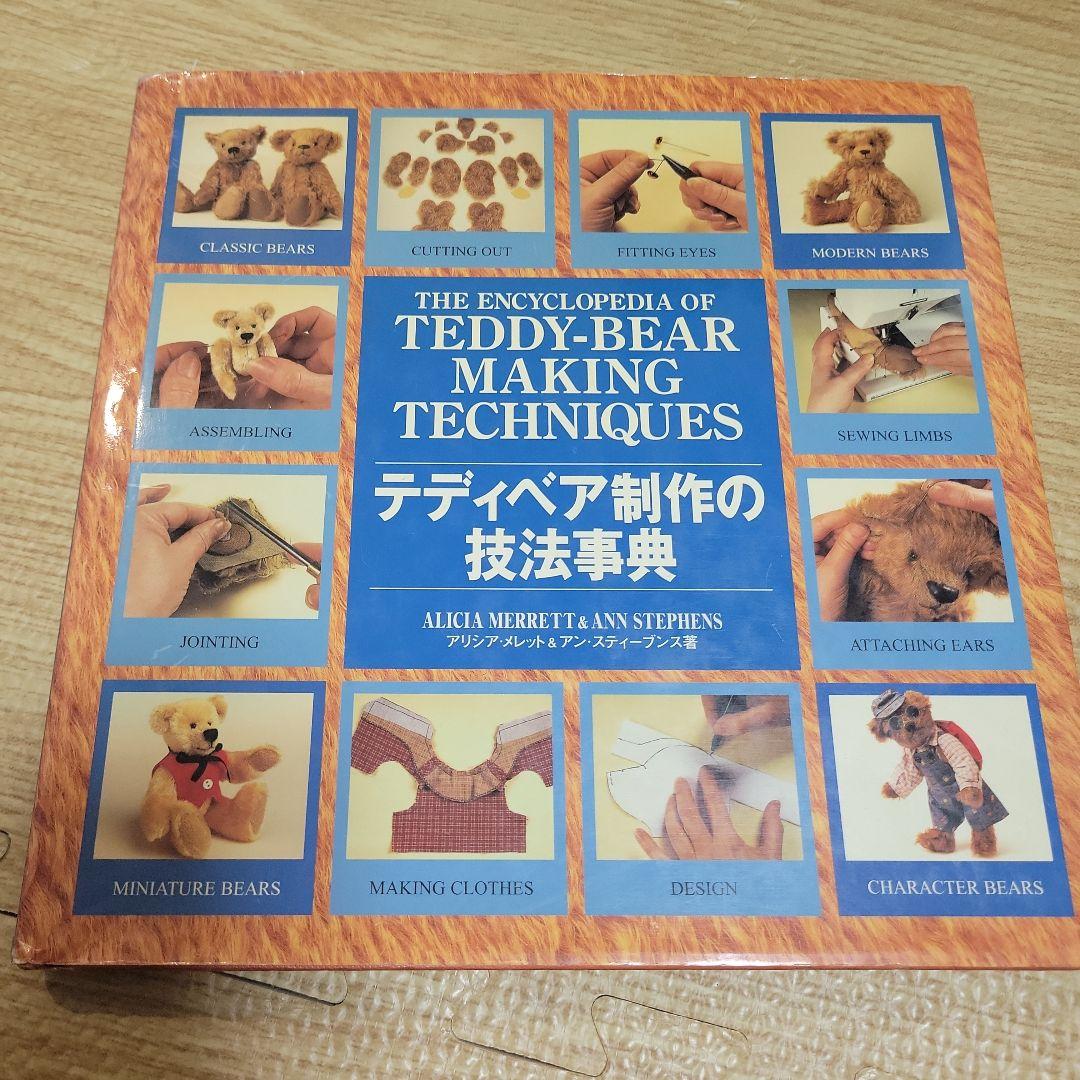 CLASSIC BEARS
CUTTING OUT
FITTING EYES
MODERN BEARS
ASSEMBLING
THE ENCYCLOPEDIA OF
TEDDY-BEAR
MAKING
TECHNIQUES
テディベア制作の
技法事典
ALICIA MERRETT & ANN STEPHENS
アリシア・メレット&アン・スティーブンス著
SEWING LIMBS
JOINTING
ATTACHING EARS
MINIATURE BEARS
MAKING CLOTHES
DESIGN
CHARACTER BEARS